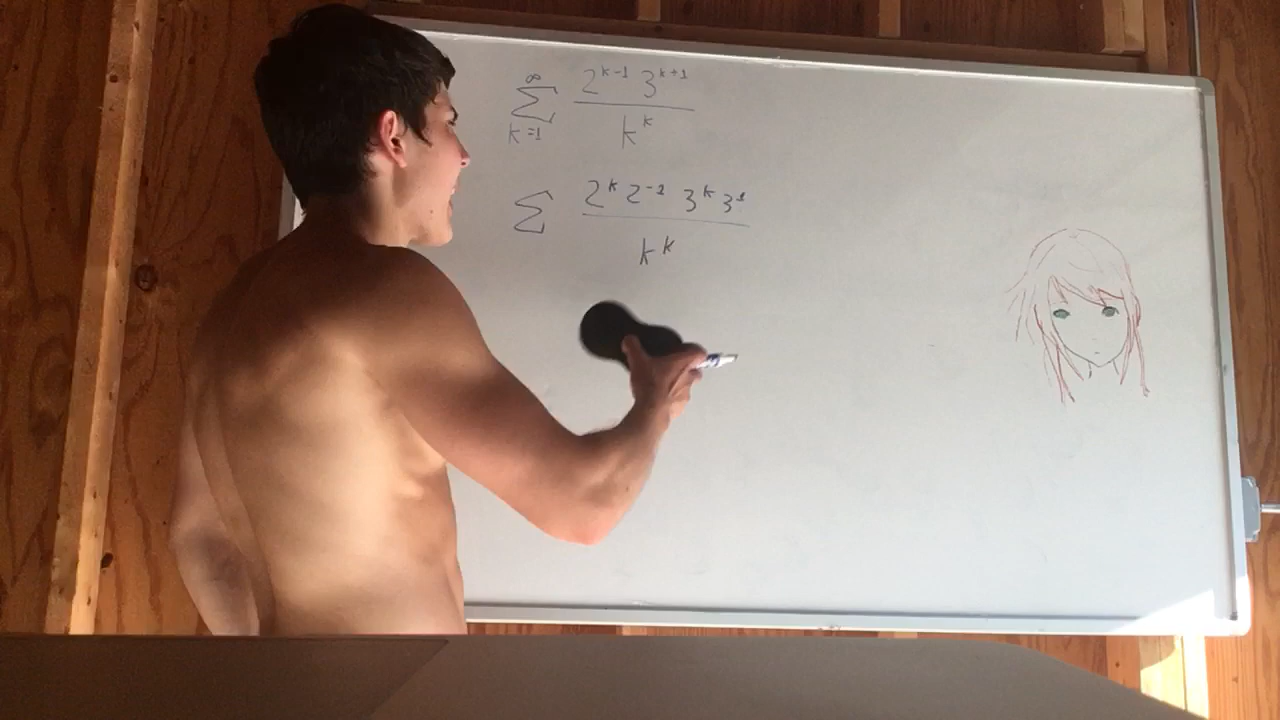 ∞
∑ 2^{k-1} 3^{k+1} / k^k
k=1
∑ 2^k 2^{-1} 3^k 3^1 / k^k